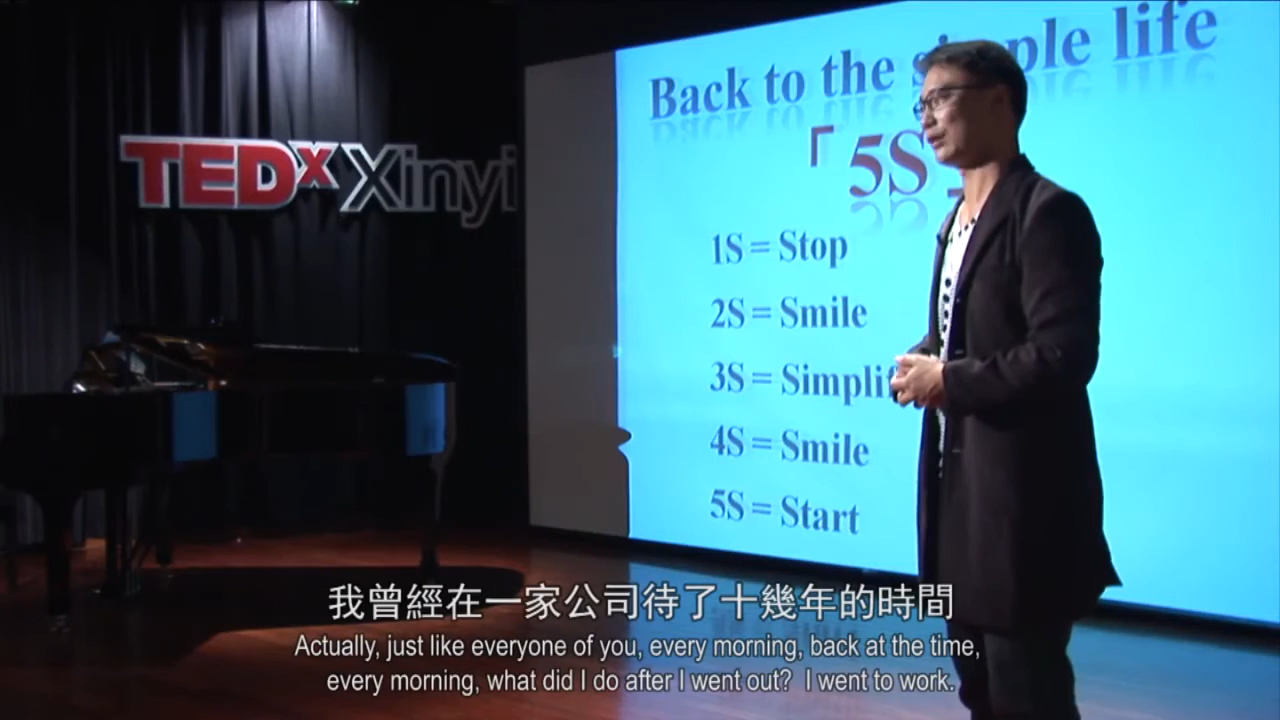 TEDxXinyi
Back to the simple life
「5S」
1S = Stop
2S = Smile
3S = Simplif
4S = Smile
5S = Start
我曾經在一家公司待了十幾年的時間
Actually, just like everyone of you, every morning, back at the time,
every morning, what did I do after I went out? I went to work.